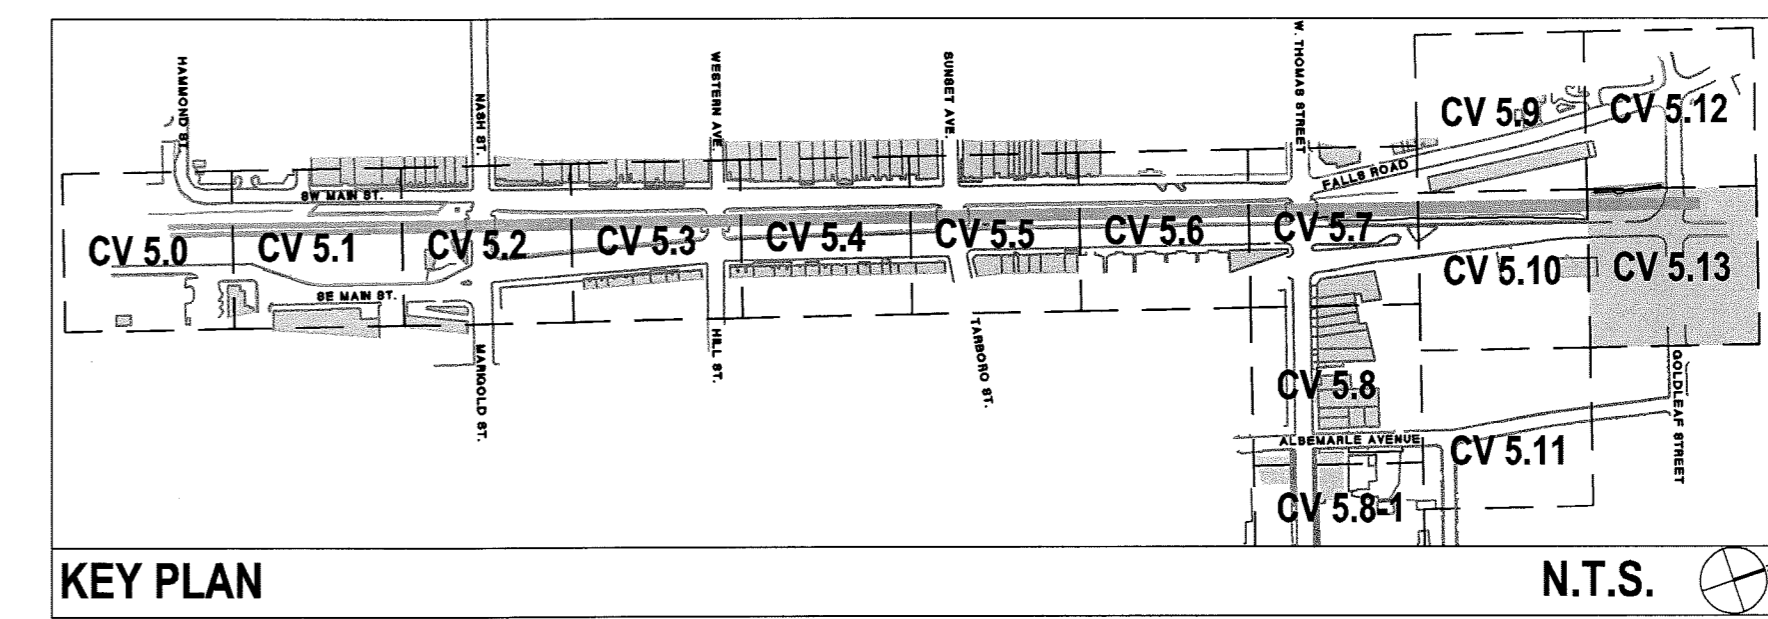 HAMMOND ST.
NASH ST.
WESTERN AVE.
SUNSET AVE.
W. THOMAS STREET
CV 5.9
CV 5.12
FALLS ROAD
SW MAIN ST.
CV 5.0
CV 5.1
CV 5.2
CV 5.3
CV 5.4
CV 5.5
CV 5.6
CV 5.7
CV 5.10
CV 5.13
SE MAIN ST.
MARIGOLD ST.
HILL ST.
TARBORO ST.
GOLDLEAF STREET
CV 5.8
ALBEMARLE AVENUE
CV 5.11
CV 5.8-1
KEY PLAN
N.T.S.